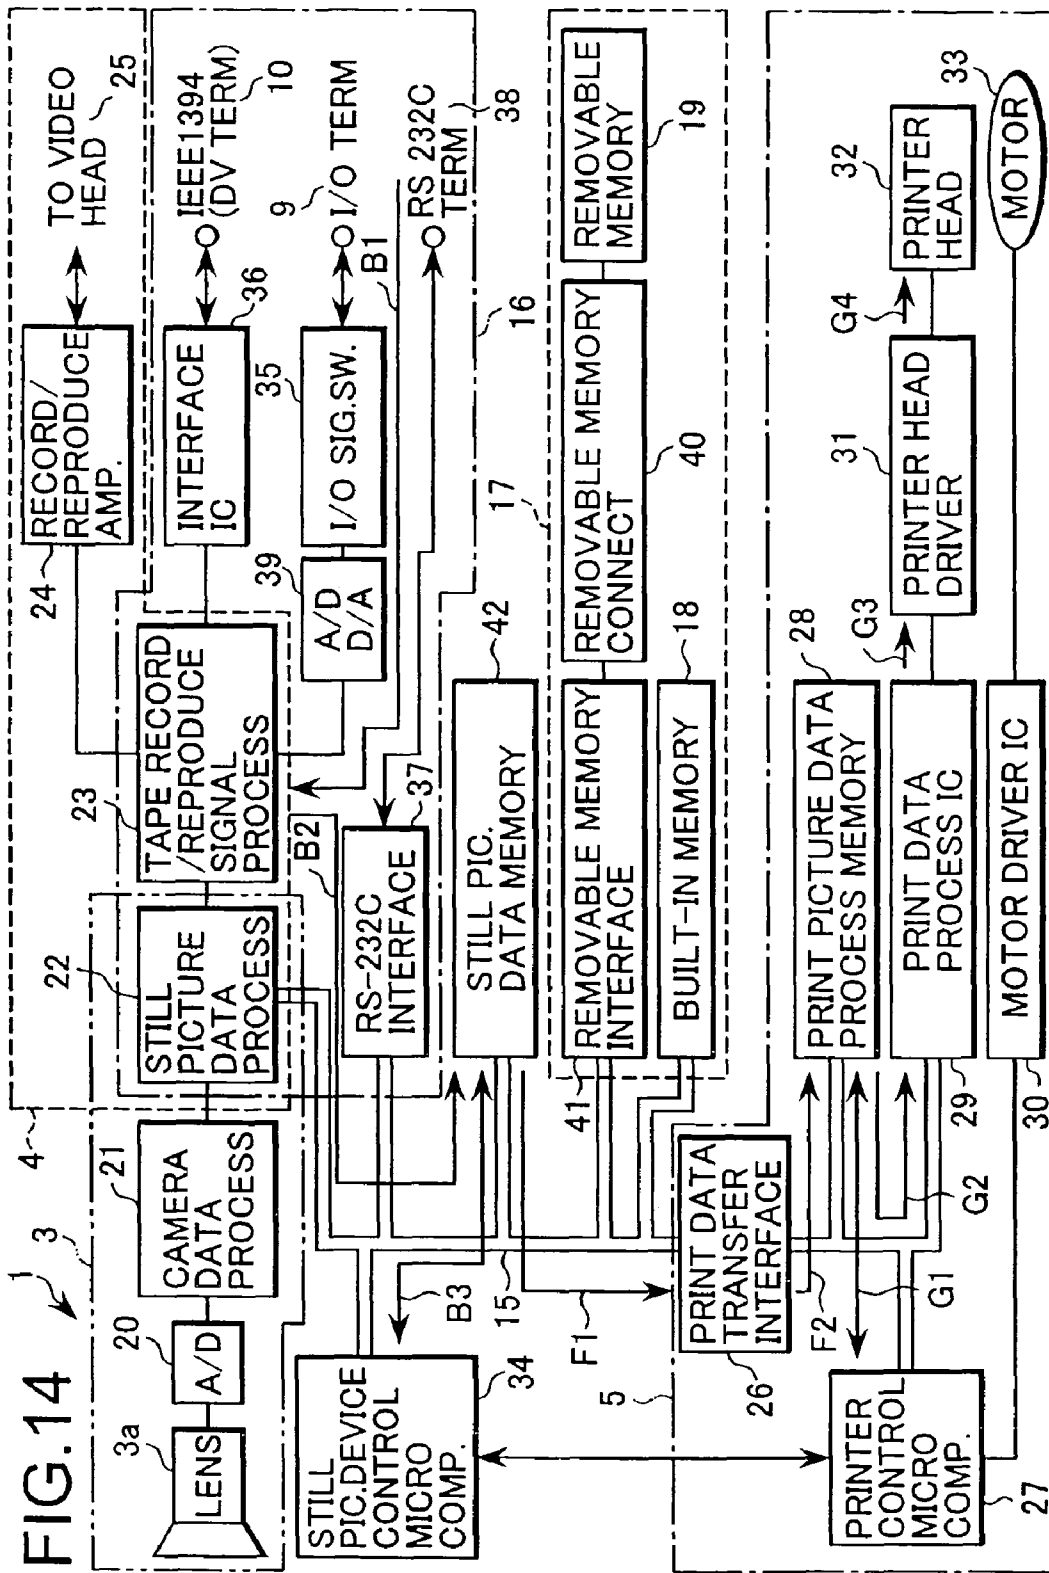 FIG.14
1
3
4
3a
LENS
20
A/D
21
CAMERA
DATA
PROCESS
22
STILL
PICTURE
DATA
PROCESS
23
TAPE RECORD
/REPRODUCE
SIGNAL
PROCESS
24
RECORD/
REPRODUCE
AMP.
TO VIDEO
HEAD
25
INTERFACE
IC
36
IEEE1394
(DV TERM)
10
39
A/D
D/A
35
I/O SIG.SW.
9
I/O TERM
B1
RS 232C
TERM
38
16
B2
RS-232C
INTERFACE
37
STILL PIC.
DATA MEMORY
42
34
STILL
PIC.DEVICE
CONTROL
MICRO
COMP.
B3
15
F1
17
41
REMOVABLE MEMORY
INTERFACE
REMOVABLE MEMORY
CONNECT
40
REMOVABLE
MEMORY
19
BUILT-IN MEMORY
18
5
26
PRINT DATA
TRANSFER
INTERFACE
F2
G1
G2
PRINTER
CONTROL
MICRO
COMP.
27
PRINT PICTURE DATA
PROCESS MEMORY
28
PRINT DATA
PROCESS IC
29
G3
PRINTER HEAD
DRIVER
31
G4
PRINTER
HEAD
32
MOTOR DRIVER IC
30
MOTOR
33